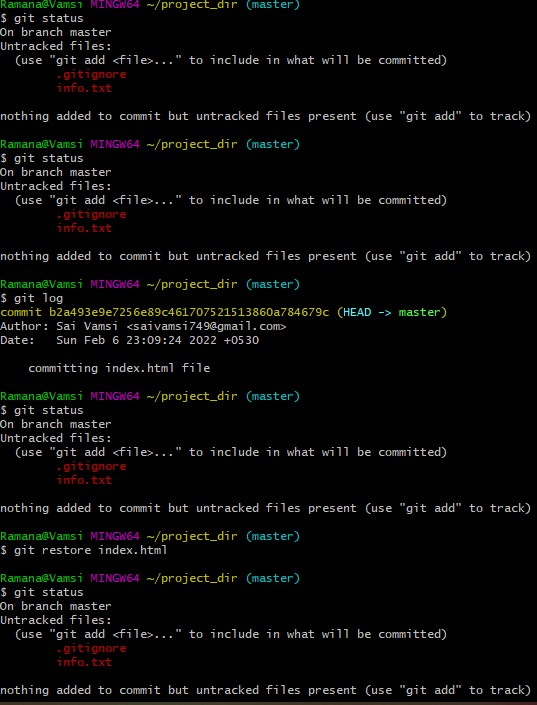 Ramana@Vamsi MINGW64 ~/project_dir (master)
$ git status
On branch master
Untracked files:
  (use "git add <file>..." to include in what will be committed)
        .gitignore
        info.txt

nothing added to commit but untracked files present (use "git add" to track)

Ramana@Vamsi MINGW64 ~/project_dir (master)
$ git status
On branch master
Untracked files:
  (use "git add <file>..." to include in what will be committed)
        .gitignore
        info.txt

nothing added to commit but untracked files present (use "git add" to track)

Ramana@Vamsi MINGW64 ~/project_dir (master)
$ git log
commit b2a493e9e7256e89c461707521513860a784679c (HEAD -> master)
Author: Sai Vamsi <saivamsi749@gmail.com>
Date:   Sun Feb 6 23:09:24 2022 +0530

    committing index.html file

Ramana@Vamsi MINGW64 ~/project_dir (master)
$ git status
On branch master
Untracked files:
  (use "git add <file>..." to include in what will be committed)
        .gitignore
        info.txt

nothing added to commit but untracked files present (use "git add" to track)

Ramana@Vamsi MINGW64 ~/project_dir (master)
$ git restore index.html

Ramana@Vamsi MINGW64 ~/project_dir (master)
$ git status
On branch master
Untracked files:
  (use "git add <file>..." to include in what will be committed)
        .gitignore
        info.txt

nothing added to commit but untracked files present (use "git add" to track)